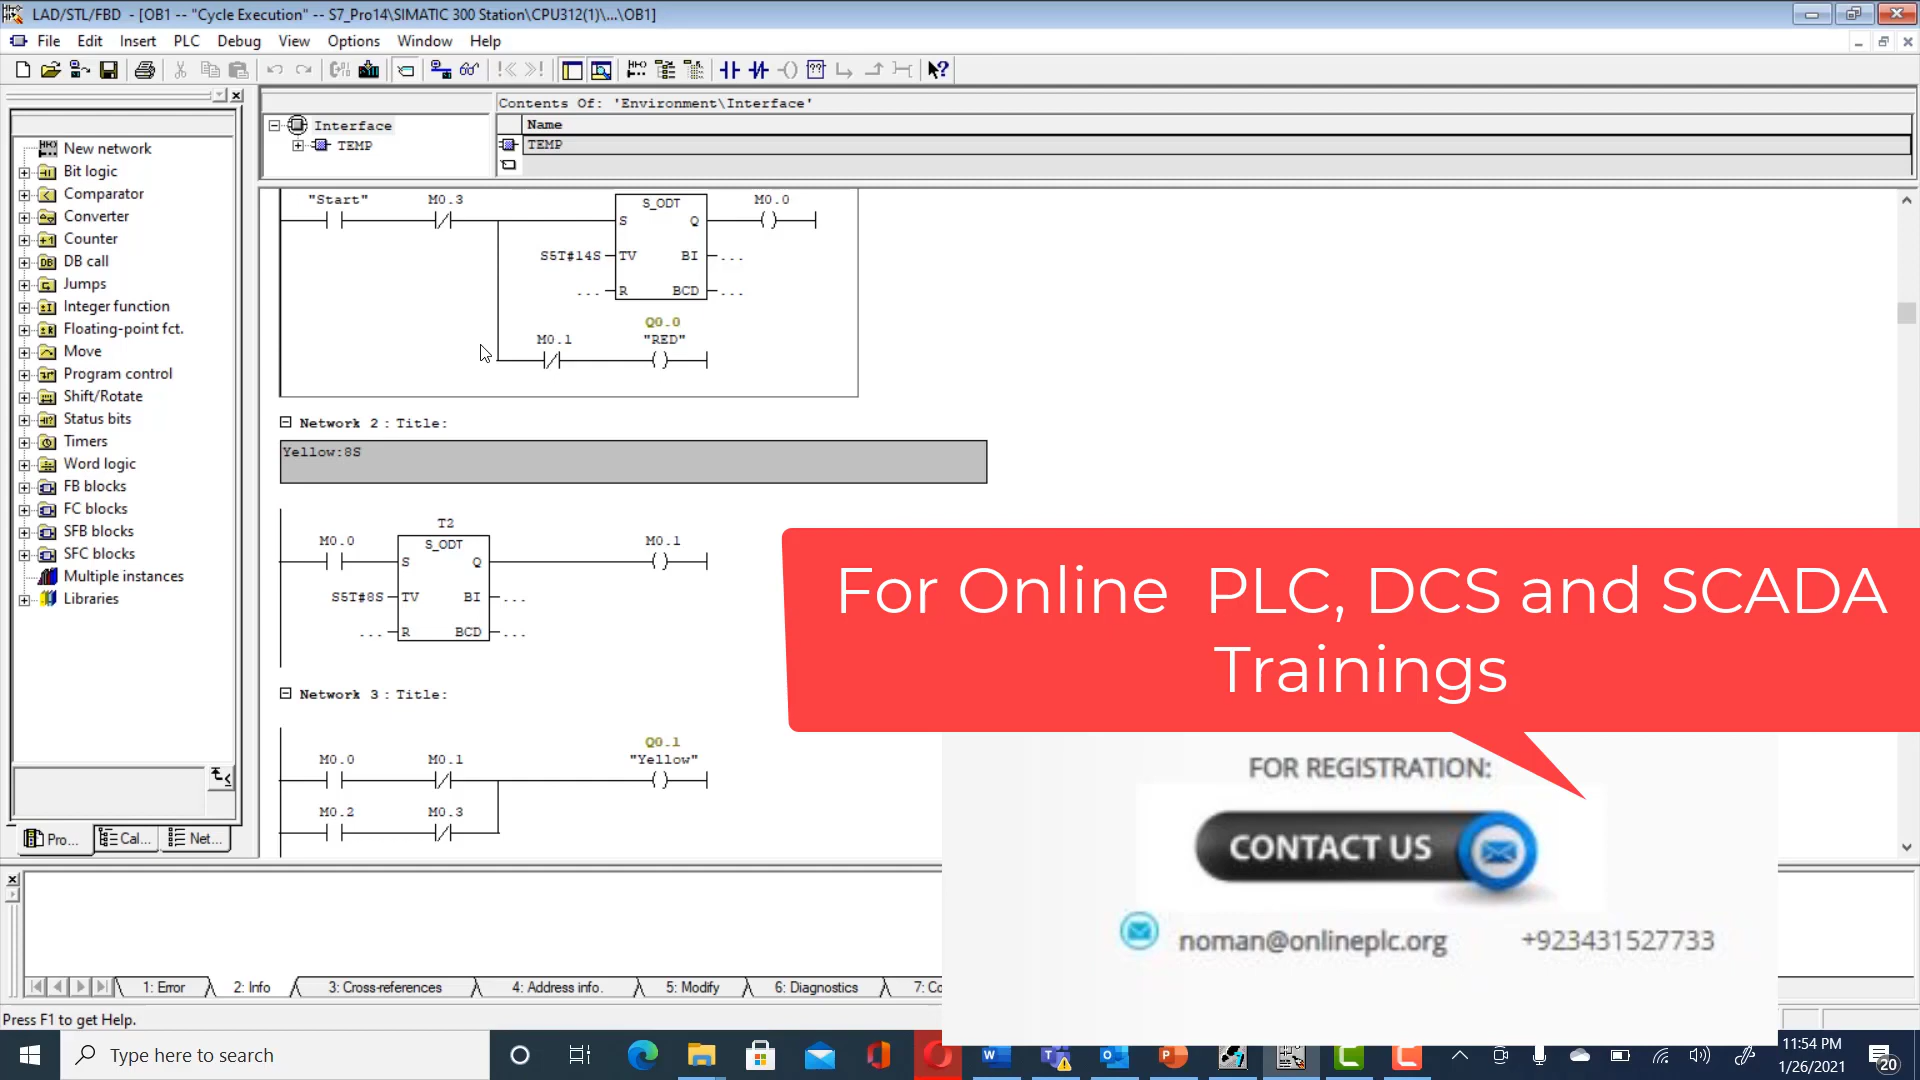 LAD/STL/FBD - [OB1 -- "Cycle Execution" -- S7_Pro14\SIMATIC 300 Station\CPU312(1)\...\OB1]
File Edit Insert PLC Debug View Options Window Help
Contents Of: 'Environment\Interface'
Interface
TEMP
Name
TEMP
New network
Bit logic
Comparator
Converter
Counter
DB call
Jumps
Integer function
Floating-point fct.
Move
Program control
Shift/Rotate
Status bits
Timers
Word logic
FB blocks
FC blocks
SFB blocks
SFC blocks
Multiple instances
Libraries
Pro... Cal... Net...
"Start" M0.3 S_ODT M0.0
S Q
S5T#14S TV BI ...
... R BCD ...
Q0.0
M0.1 "RED"
Network 2 : Title:
Yellow:8S
T2
M0.0 S_ODT M0.1
S Q
S5T#8S TV BI ...
... R BCD ...
Network 3 : Title:
Q0.1
M0.0 M0.1 "Yellow"
M0.2 M0.3
For Online PLC, DCS and SCADA
Trainings
FOR REGISTRATION:
CONTACT US
noman@onlineplc.org +923431527733
1: Error 2: Info 3: Cross-references 4: Address info. 5: Modify 6: Diagnostics 7: Co
Press F1 to get Help.
Type here to search
11:54 PM
1/26/2021
20